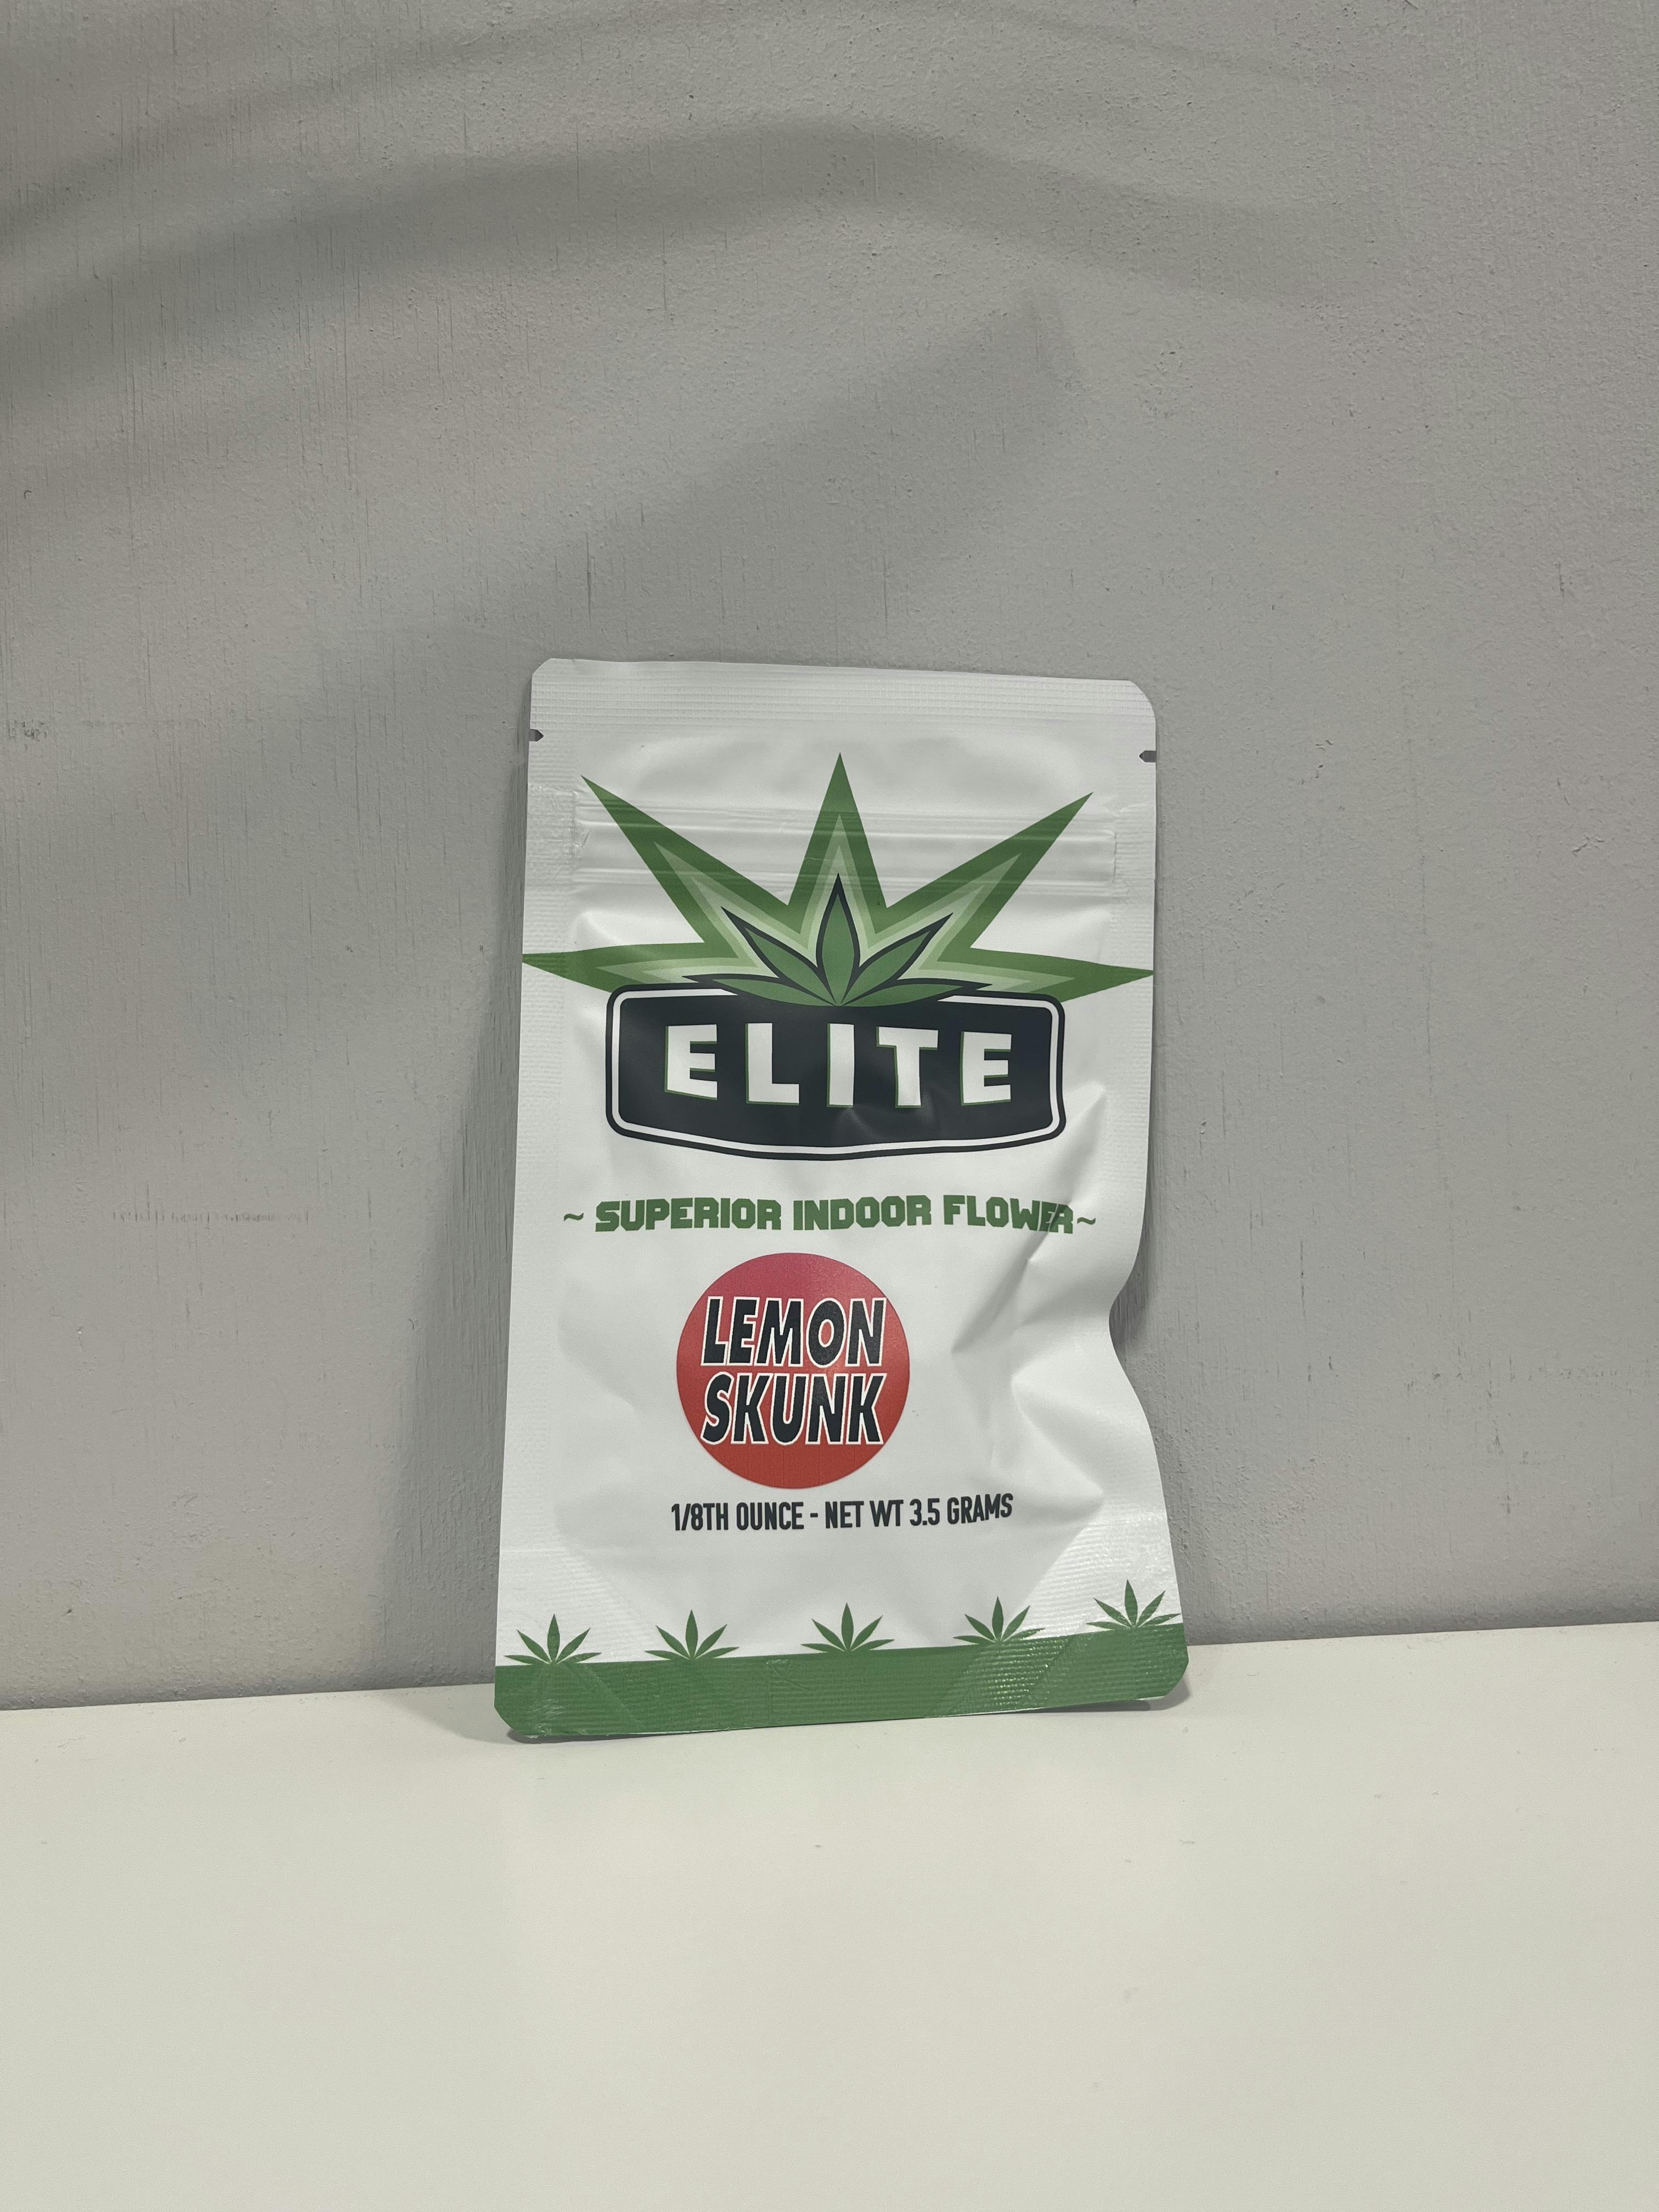 ELITE
~ SUPERIOR INDOOR FLOWER ~
LEMON
SKUNK
1/8TH OUNCE - NET WT 3.5 GRAMS